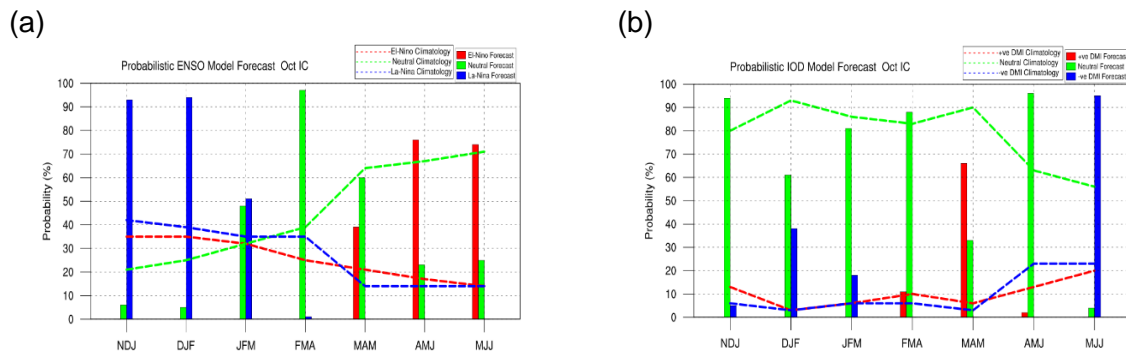 (a)
El-Nino Climatology
Neutral Climatology
La-Nina Climatology
El-Nino Forecast
Neutral Forecast
La-Nina Forecast
Probabilistic ENSO Model Forecast Oct IC
Probability (%)
100
90
80
70
60
50
40
30
20
10
0
NDJ DJF JFM FMA MAM AMJ MJJ
(b)
+ve DMI Climatology
Neutral Climatology
-ve DMI Climatology
+ve DMI Forecast
Neutral Forecast
-ve DMI Forecast
Probabilistic IOD Model Forecast Oct IC
Probability (%)
100
90
80
70
60
50
40
30
20
10
0
NDJ DJF JFM FMA MAM AMJ MJJ